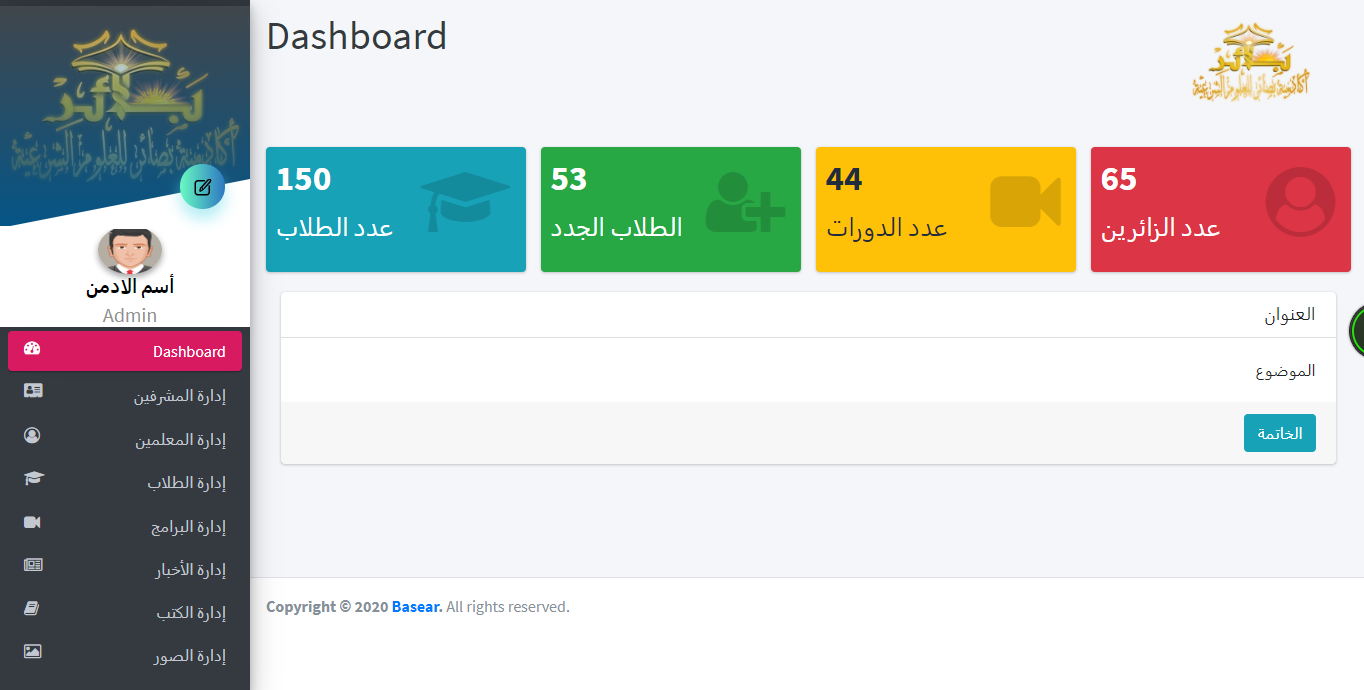 بصائر
أكاديمية بصائر للعلوم الشرعية
أسم الادمن
Admin
Dashboard
إدارة المشرفين
إدارة المعلمين
إدارة الطلاب
إدارة البرامج
إدارة الأخبار
إدارة الكتب
إدارة الصور
Dashboard
بصائر
أكاديمية بصائر للعلوم الشرعية
150
عدد الطلاب
53
الطلاب الجدد
44
عدد الدورات
65
عدد الزائرين
العنوان
الموضوع
الخاتمة
Copyright © 2020 Basear. All rights reserved.